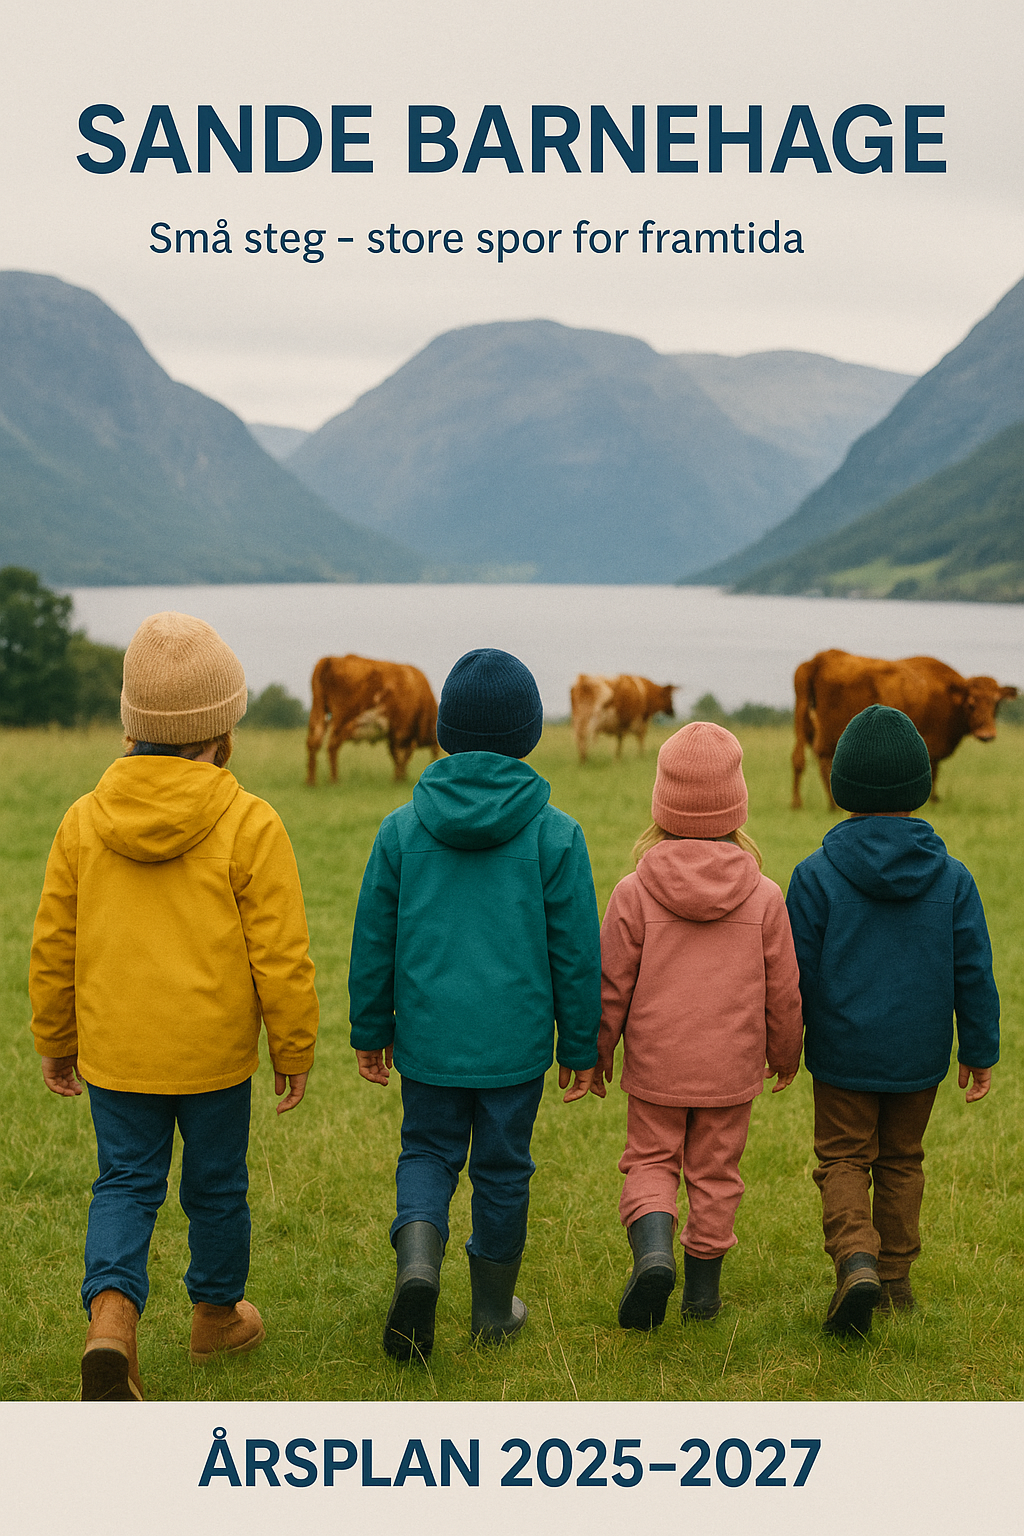 SANDE BARNEHAGE
Små steg – store spor for framtida
ÅRSPLAN 2025–2027